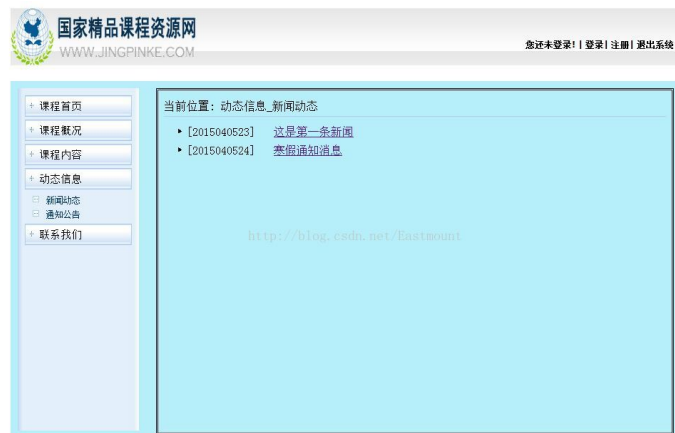 国家精品课程资源网
WWW.JINGPINKE.COM
您还未登录! | 登录| 注册| 退出系统
课程首页
课程概况
课程内容
动态信息
新闻动态
通知公告
联系我们
当前位置: 动态信息_新闻动态
[2015040523] 这是第一条新闻
[2015040524] 寒假通知消息
http://blog.csdn.net/Eastmount